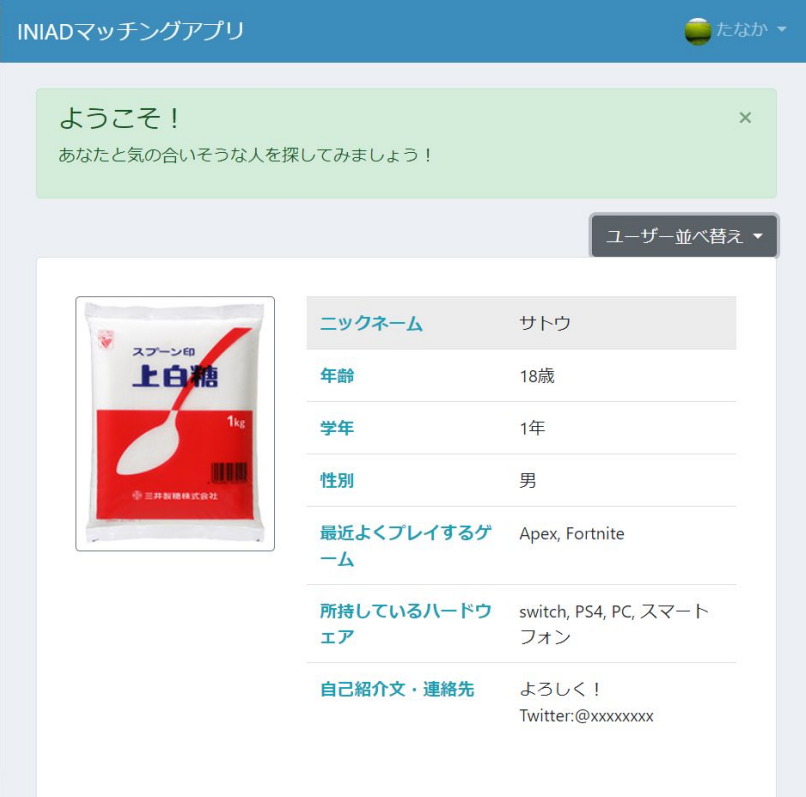 INIADマッチングアプリ
たなか
ようこそ！
×
あなたと気の合いそうな人を探してみましょう！
ユーザー並べ替え
スプーン印
上白糖
1kg
三井製糖株式会社
ニックネーム サトウ
年齢 18歳
学年 1年
性別 男
最近よくプレイするゲ
ーム
Apex, Fortnite
所持しているハードウ
ェア
switch, PS4, PC, スマート
フォン
自己紹介文・連絡先
よろしく！
Twitter:@xxxxxxxx